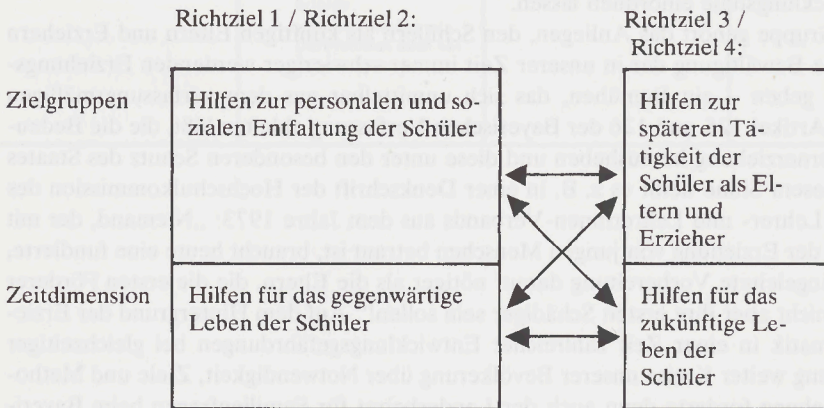 Richtziel 1 / Richtziel 2:
Richtziel 3 /
Richtziel 4:
Zielgruppen
Hilfen zur personalen und so-
zialen Entfaltung der Schüler
Hilfen zur
späteren Tä-
tigkeit der
Schüler als El-
tern und
Erzieher
Zeitdimension
Hilfen für das gegenwärtige
Leben der Schüler
Hilfen für das
zukünftige Le-
ben der
Schüler